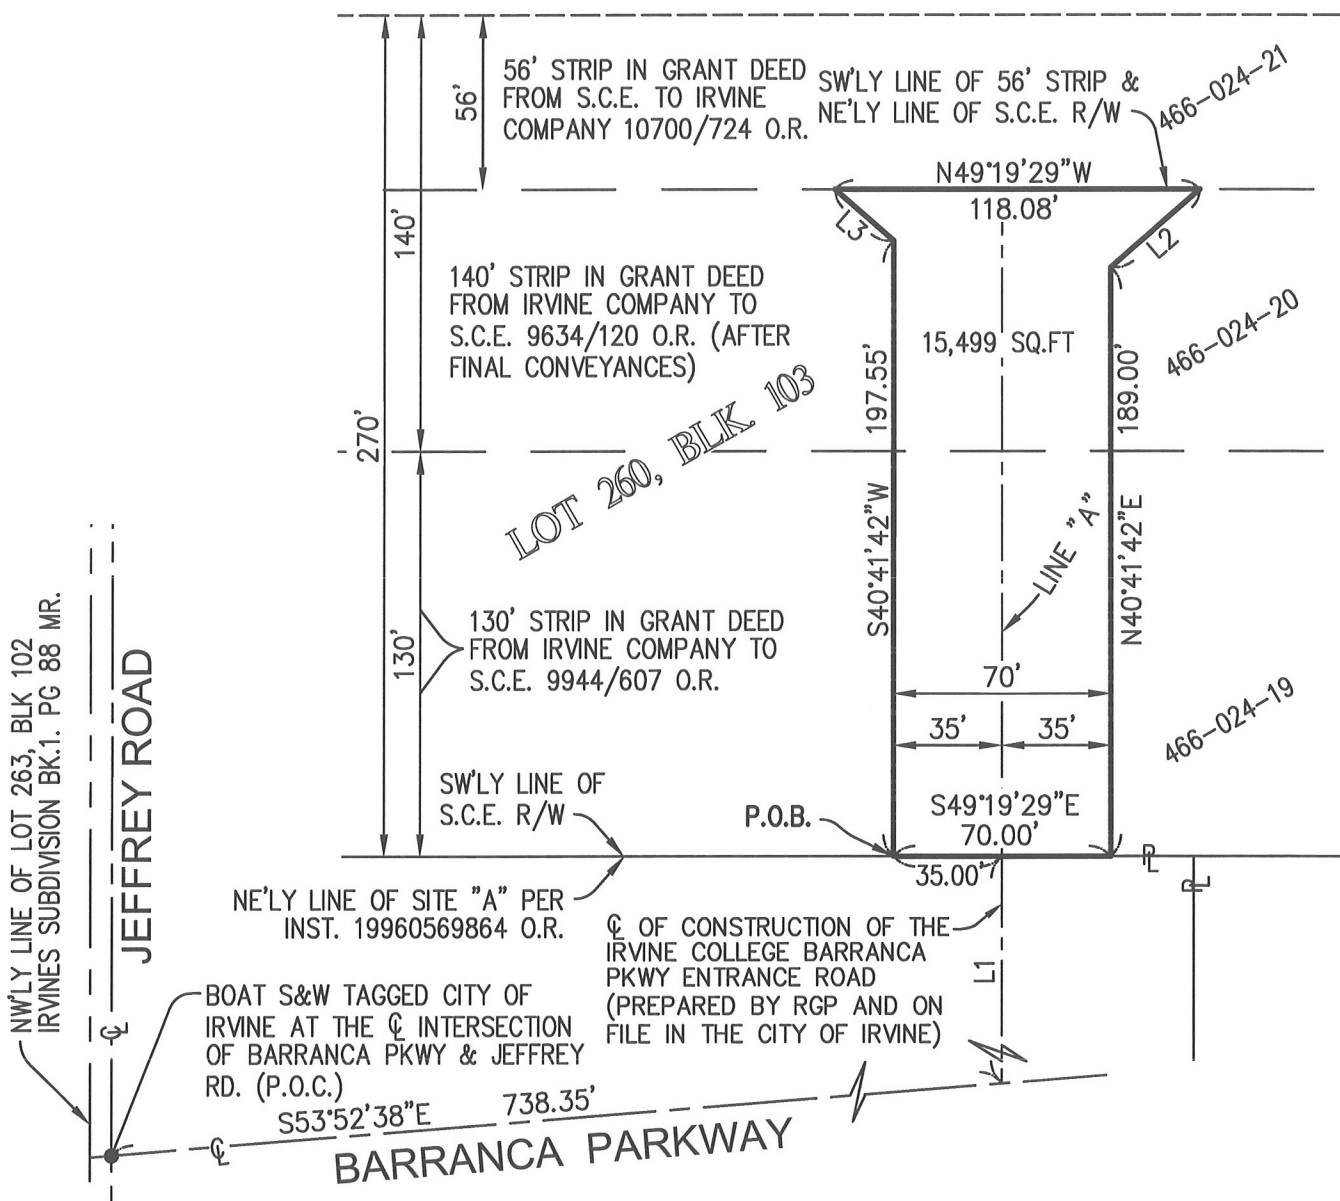 56' STRIP IN GRANT DEED
FROM S.C.E. TO IRVINE
COMPANY 10700/724 O.R.
SW'LY LINE OF 56' STRIP &
NE'LY LINE OF S.C.E. R/W
466-024-21
56'
N49°19'29"W
118.08'
L3
L2
140'
140' STRIP IN GRANT DEED
FROM IRVINE COMPANY TO
S.C.E. 9634/120 O.R. (AFTER
FINAL CONVEYANCES)
15,499 SQ.FT
466-024-20
197.55'
189.00'
270'
LOT 260, BLK. 103
S40°41'42"W
LINE "A"
N40°41'42"E
130'
130' STRIP IN GRANT DEED
FROM IRVINE COMPANY TO
S.C.E. 9944/607 O.R.
70'
35'
35'
466-024-19
NW'LY LINE OF LOT 263, BLK 102
IRVINES SUBDIVISION BK.1. PG 88 MR.
JEFFREY ROAD
SW'LY LINE OF
S.C.E. R/W
P.O.B.
S49°19'29"E
70.00'
35.00'
℄
℄
NE'LY LINE OF SITE "A" PER
INST. 19960569864 O.R.
℄ OF CONSTRUCTION OF THE
IRVINE COLLEGE BARRANCA
PKWY ENTRANCE ROAD
(PREPARED BY RGP AND ON
FILE IN THE CITY OF IRVINE)
L1
BOAT S&W TAGGED CITY OF
IRVINE AT THE ℄ INTERSECTION
OF BARRANCA PKWY & JEFFREY
RD. (P.O.C.)
S53°52'38"E 738.35'
BARRANCA PARKWAY